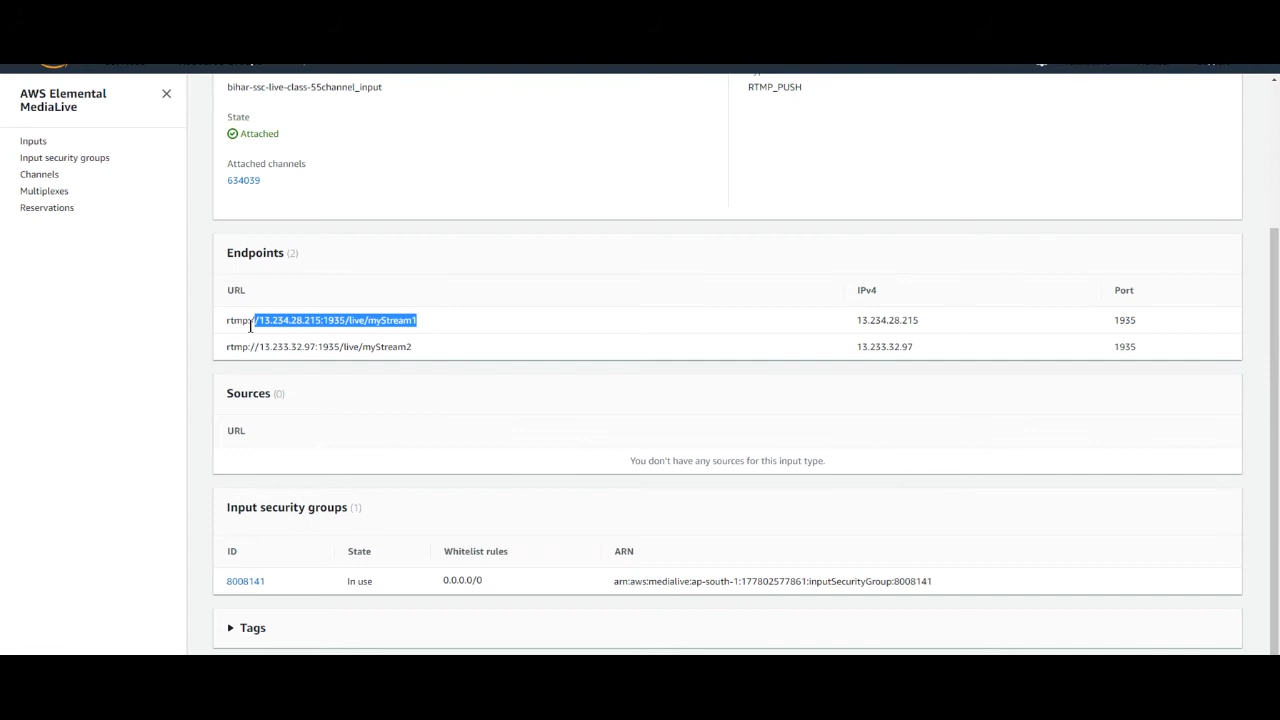 AWS Elemental
MediaLive
Inputs
Input security groups
Channels
Multiplexes
Reservations
bihar-ssc-live-class-55channel_input
RTMP_PUSH
State
Attached
Attached channels
634039
Endpoints (2)
URL IPv4 Port
rtmp://13.234.28.215:1935/live/myStream1 13.234.28.215 1935
rtmp://13.233.32.97:1935/live/myStream2 13.233.32.97 1935
Sources (0)
URL
You don't have any sources for this input type.
Input security groups (1)
ID State Whitelist rules ARN
8008141 In use 0.0.0.0/0 arn:aws:medialive:ap-south-1:177802577861:inputSecurityGroup:8008141
Tags